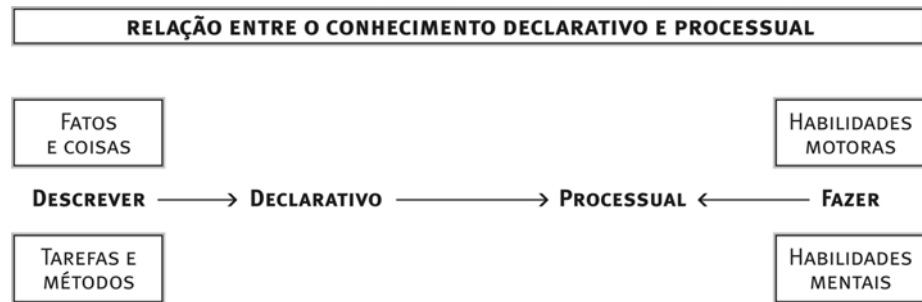 RELAÇÃO ENTRE O CONHECIMENTO DECLARATIVO E PROCESSUAL
FATOS
E COISAS
HABILIDADES
MOTORAS
DESCREVER → DECLARATIVO → PROCESSUAL ← FAZER
TAREFAS E
MÉTODOS
HABILIDADES
MENTAIS